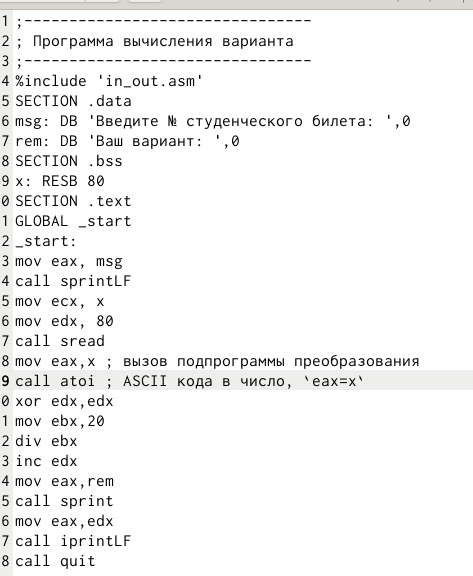 1 ;--------------------------------
2 ; Программа вычисления варианта
3 ;--------------------------------
4 %include 'in_out.asm'
5 SECTION .data
6 msg: DB 'Введите № студенческого билета: ',0
7 rem: DB 'Ваш вариант: ',0
8 SECTION .bss
9 x: RESB 80
0 SECTION .text
1 GLOBAL _start
2 _start:
3 mov eax, msg
4 call sprintLF
5 mov ecx, x
6 mov edx, 80
7 call sread
8 mov eax,x ; вызов подпрограммы преобразования
9 call atoi ; ASCII кода в число, `eax=x`
0 xor edx,edx
1 mov ebx,20
2 div ebx
3 inc edx
4 mov eax,rem
5 call sprint
6 mov eax,edx
7 call iprintLF
8 call quit